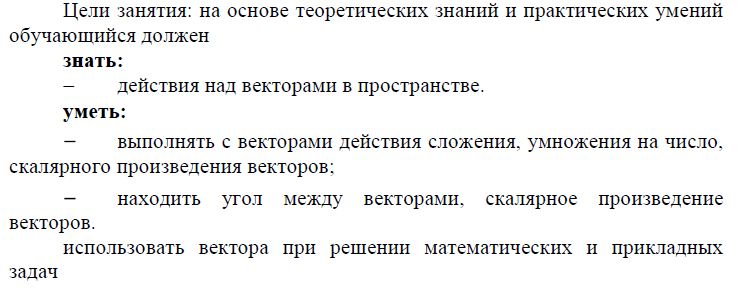 Цели занятия: на основе теоретических знаний и практических умений
обучающийся должен
знать:
– действия над векторами в пространстве.
уметь:
– выполнять с векторами действия сложения, умножения на число,
скалярного произведения векторов;
– находить угол между векторами, скалярное произведение
векторов.
использовать вектора при решении математических и прикладных
задач